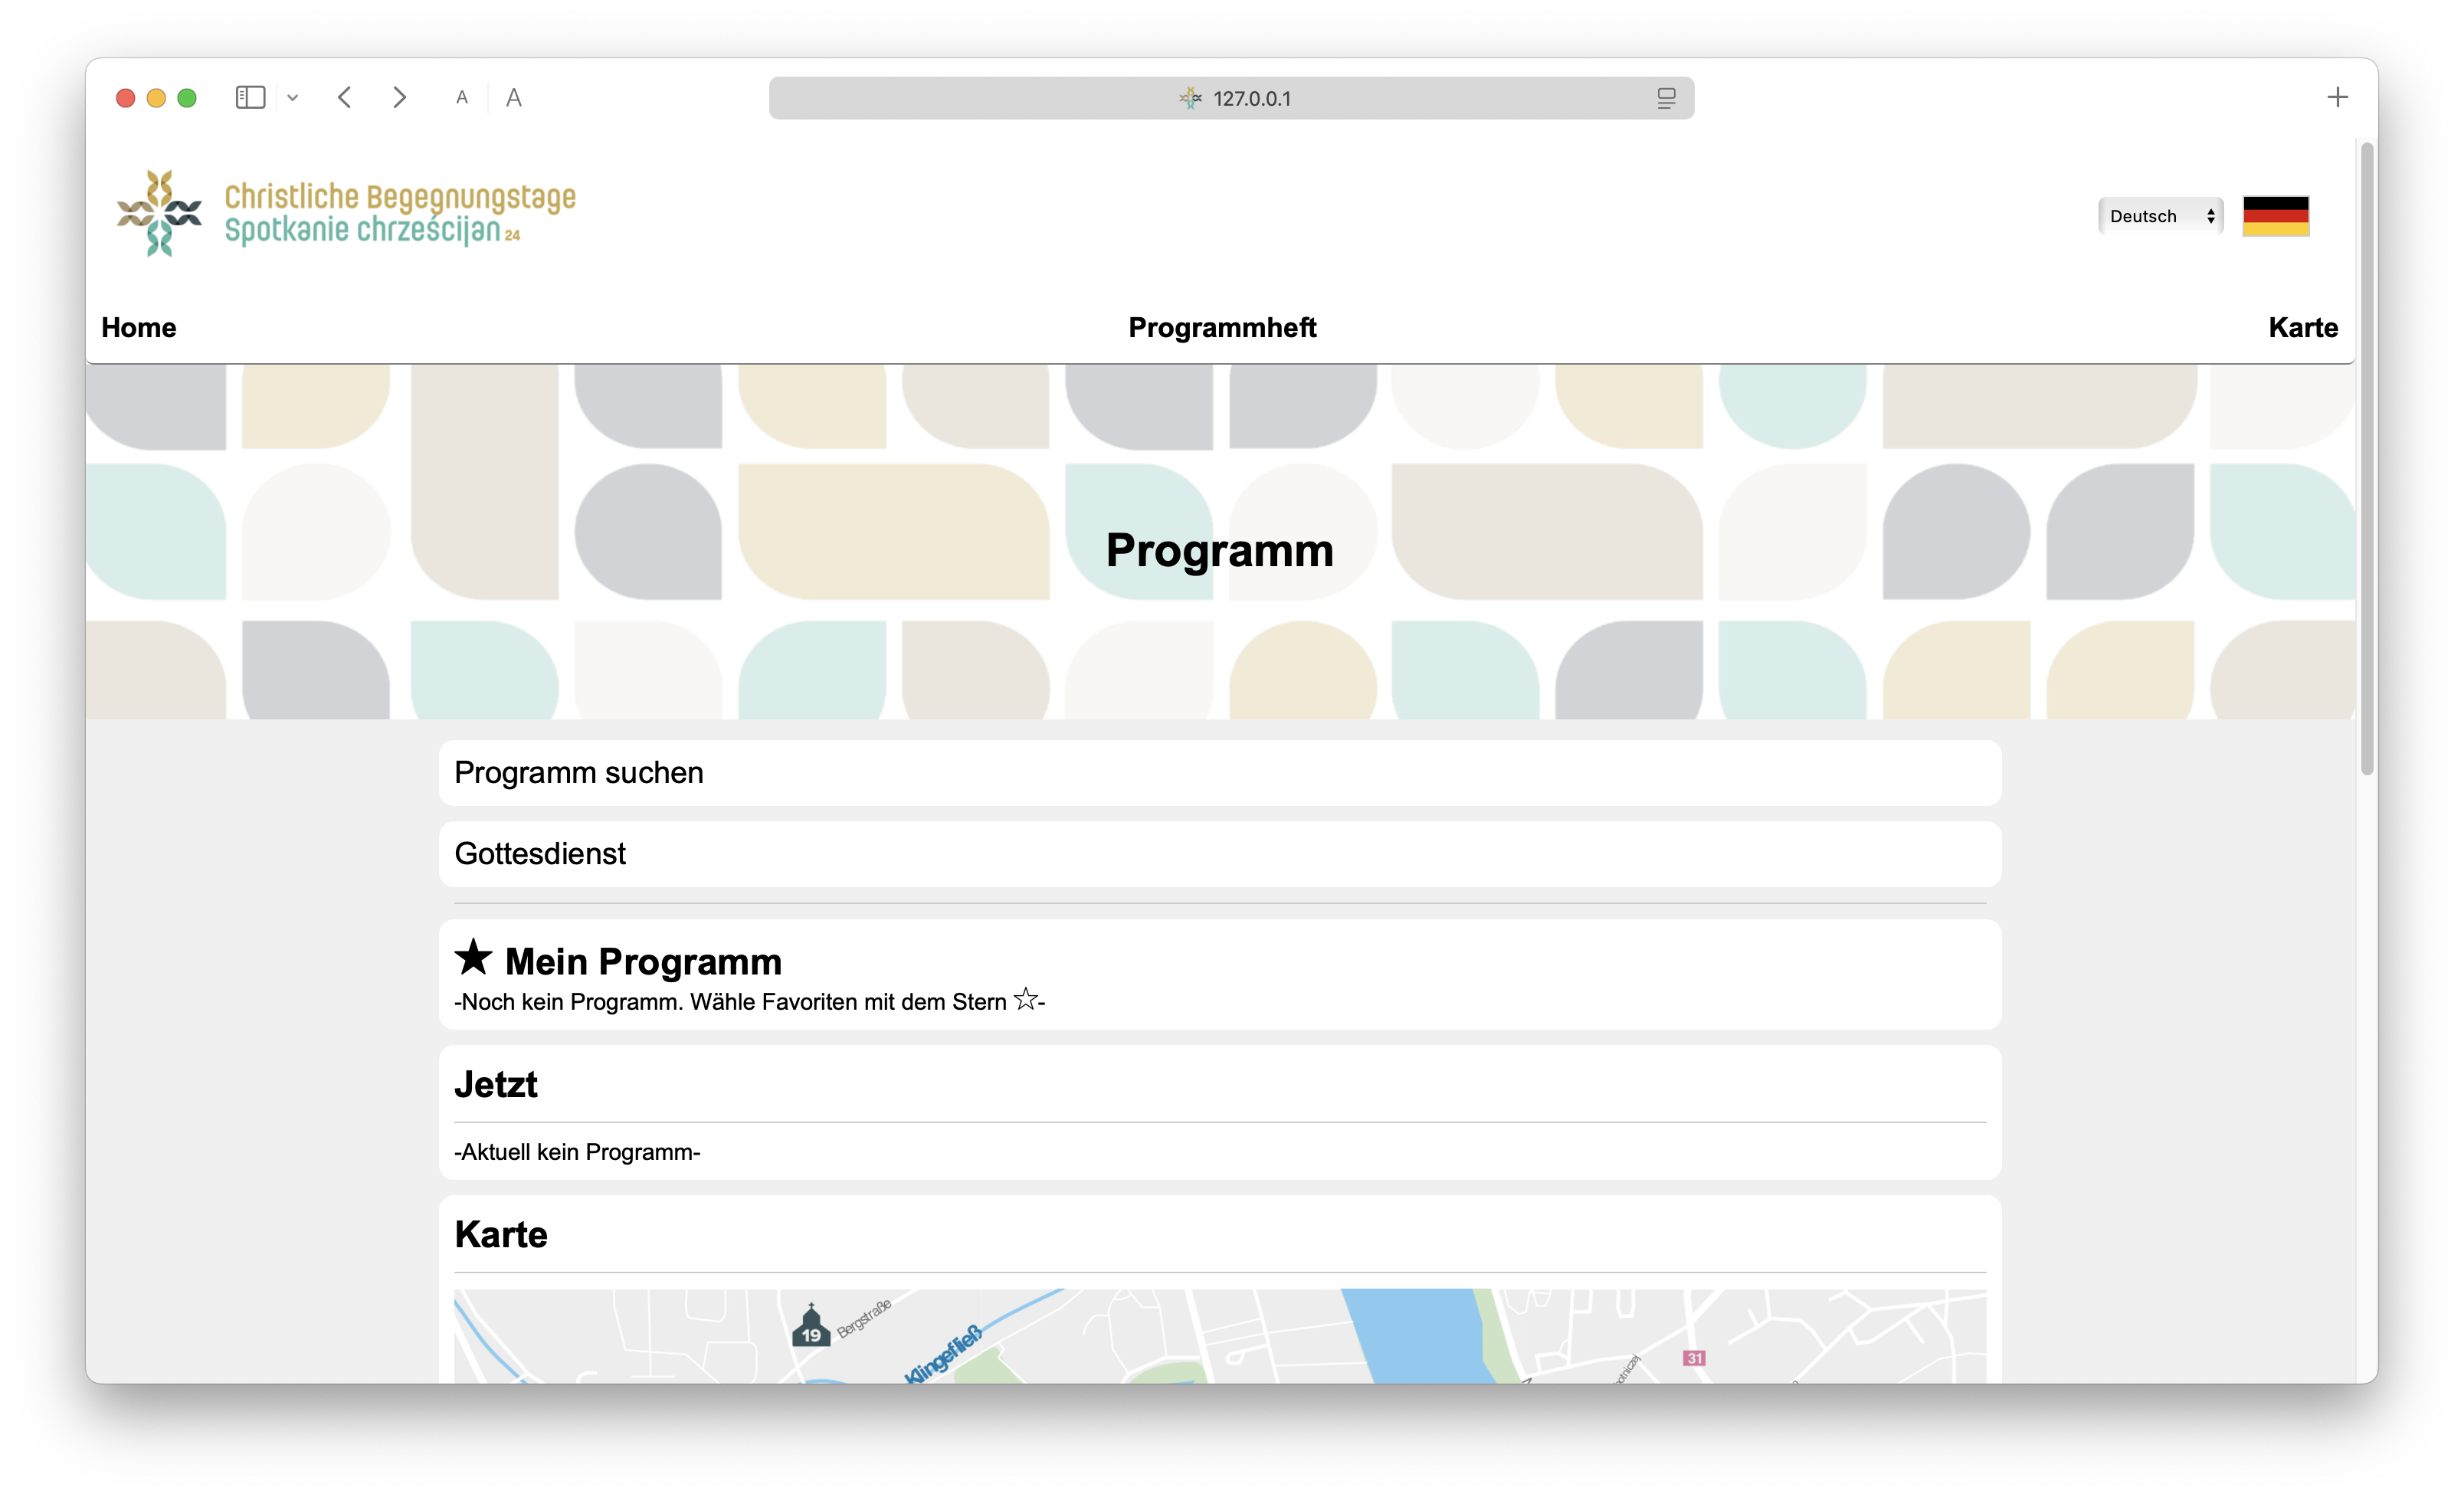 A A
127.0.0.1
Christliche Begegnungstage
Spotkanie chrześcijan 24
Deutsch
Home Programmheft Karte
Programm
Programm suchen
Gottesdienst
★ Mein Programm
-Noch kein Programm. Wähle Favoriten mit dem Stern ☆-
Jetzt
-Aktuell kein Programm-
Karte
19
Bergstraße
Klingefließ
31